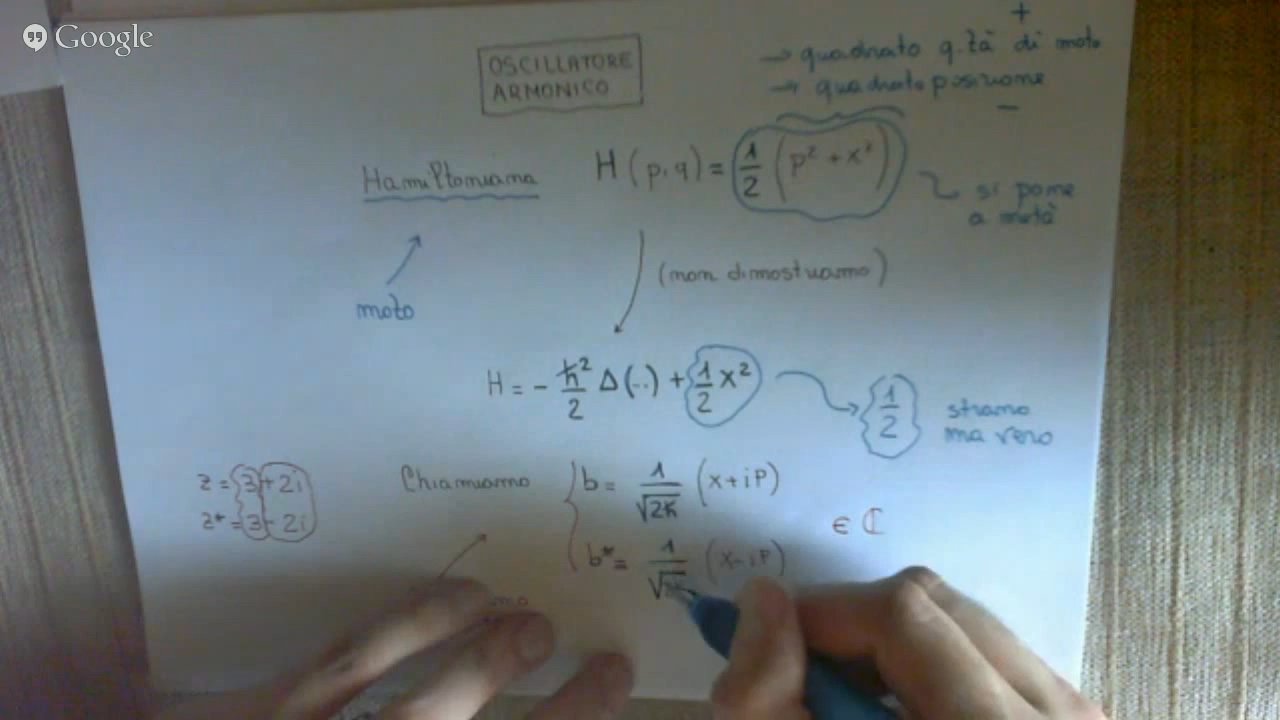 Google
OSCILLATORE
ARMONICO
+
→ quadrato q.tà di moto
→ quadrato posizione
−
Hamiltoniana
H(p,q) = 1/2 (p² + x²)
si pone
a metà
moto
(non dimostriamo)
H = - ℏ²/2 Δ(..) + 1/2 x²
1/2
strano
ma vero
z = 3 + 2i
z* = 3 - 2i
Chiamiamo
b = 1/√2ℏ (x + iP)
b* = 1/ (x - iP)
∈ ℂ